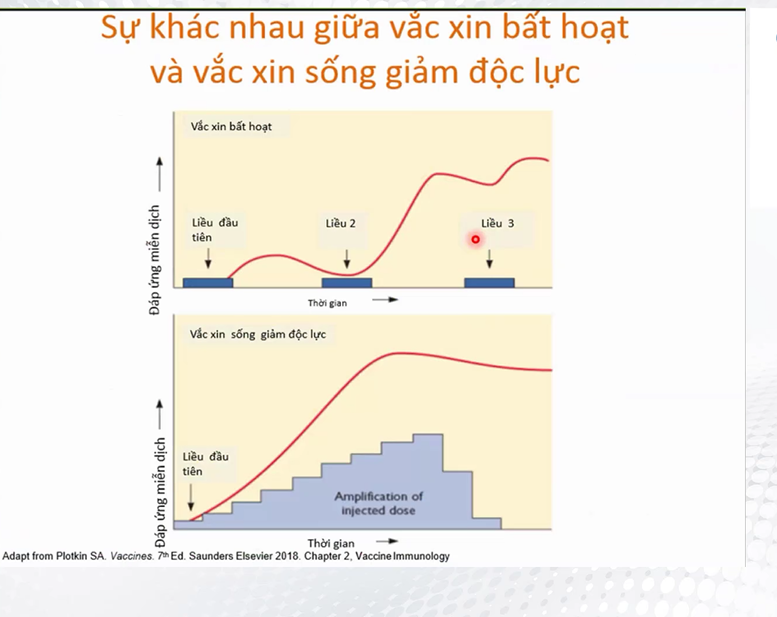 Sự khác nhau giữa vắc xin bất hoạt
và vắc xin sống giảm độc lực
Vắc xin bất hoạt
Đáp ứng miễn dịch
Liều đầu
tiên
Liều 2
Liều 3
Thời gian
Vắc xin sống giảm độc lực
Đáp ứng miễn dịch
Liều đầu
tiên
Amplification of
injected dose
Thời gian
Adapt from Plotkin SA. Vaccines. 7th Ed. Saunders Elsevier 2018. Chapter 2, Vaccine Immunology